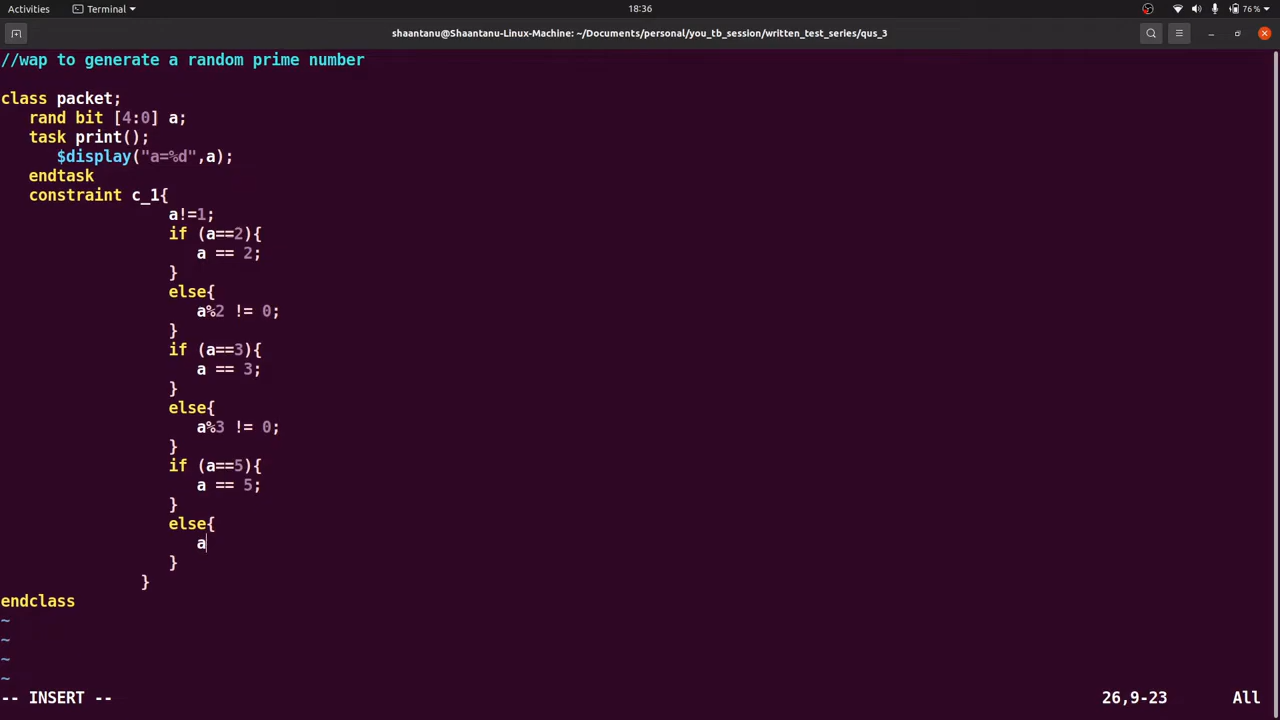 Activities
Terminal
18:36
76%
shaantanu@Shaantanu-Linux-Machine: ~/Documents/personal/you_tb_session/written_test_series/qus_3
//wap to generate a random prime number
class packet;
rand bit [4:0] a;
task print();
$display("a=%d",a);
endtask
constraint c_1{
a!=1;
if (a==2){
a == 2;
}
else{
a%2 != 0;
}
if (a==3){
a == 3;
}
else{
a%3 != 0;
}
if (a==5){
a == 5;
}
else{
a
}
}
endclass
~
~
~
~
-- INSERT --
26,9-23
All